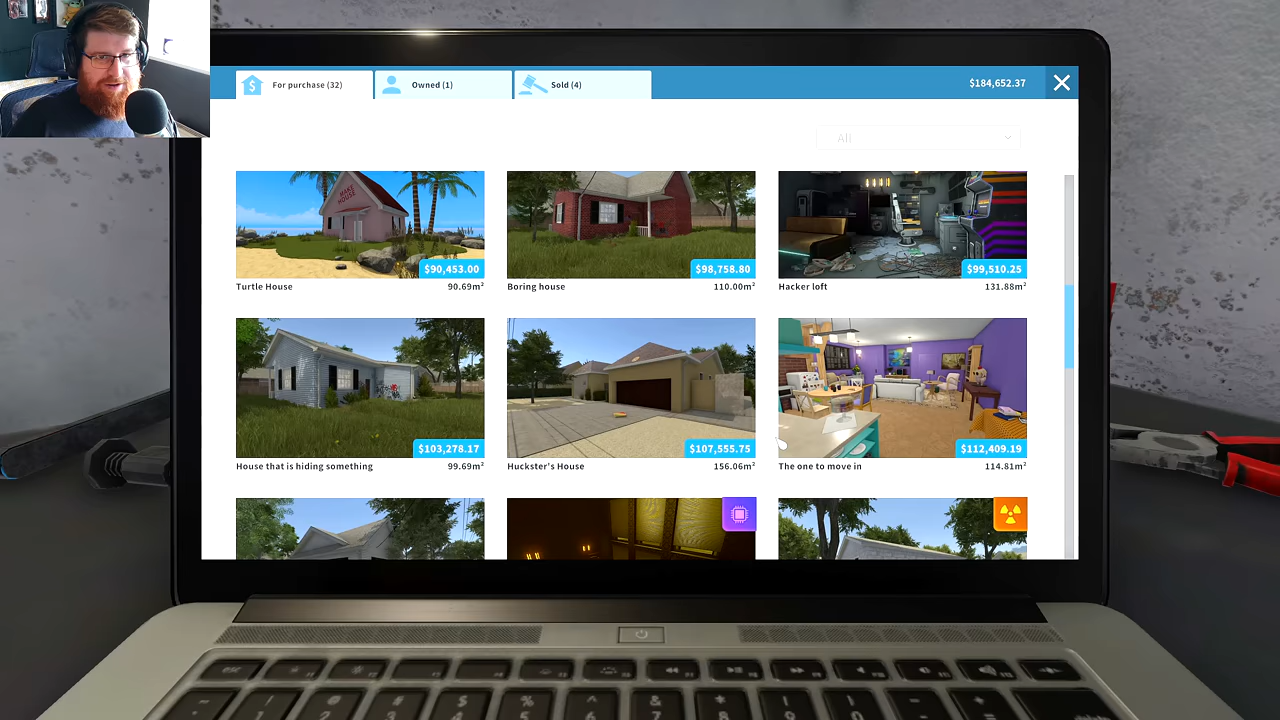 For purchase (32)
Owned (1)
Sold (4)
$184,652.37
All
MAKE
HOUSE
$90,453.00
$98,758.80
$99,510.25
Turtle House
90.69m²
Boring house
110.00m²
Hacker loft
131.88m²
$103,278.17
$107,555.75
$112,409.19
House that is hiding something
99.69m²
Huckster's House
156.06m²
The one to move in
114.81m²
esc